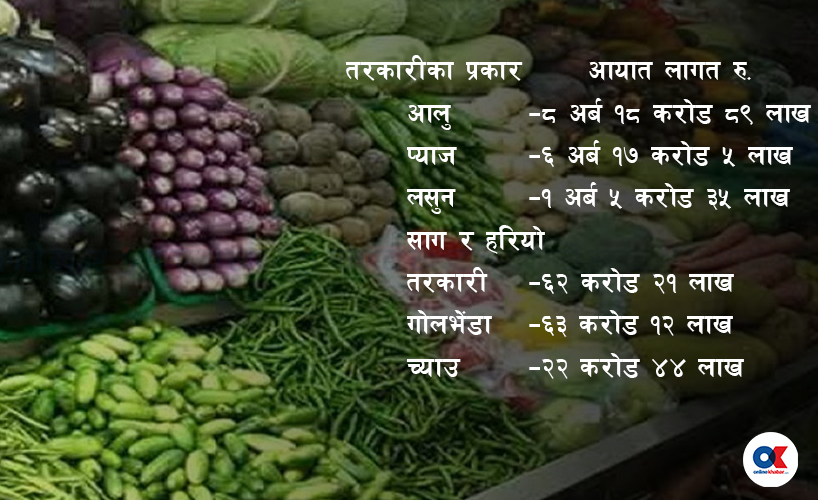 तरकारीका प्रकार आयात लागत रु.
आलु -८ अर्ब १८ करोड ८९ लाख
प्याज -६ अर्ब १७ करोड ५ लाख
लसुन -१ अर्ब ५ करोड ३५ लाख
साग र हरियो
तरकारी -६२ करोड २१ लाख
गोलभेंडा -६३ करोड १२ लाख
च्याउ -२२ करोड ४४ लाख
OK
onlinekhabar.com